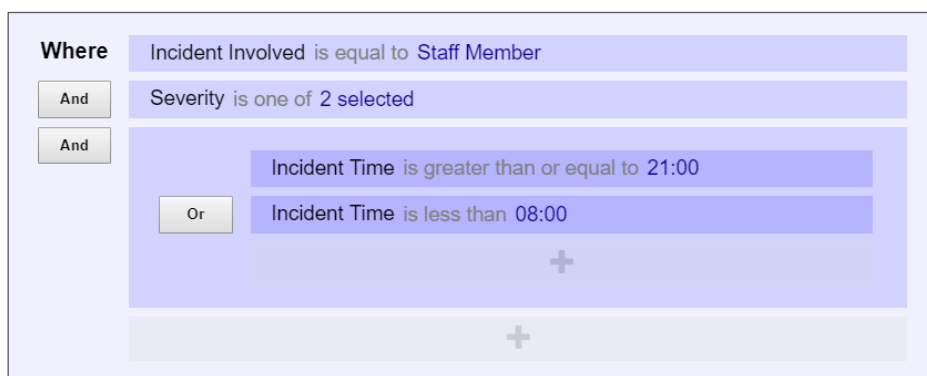 Where Incident Involved is equal to Staff Member
And Severity is one of 2 selected
And
Incident Time is greater than or equal to 21:00
Or Incident Time is less than 08:00